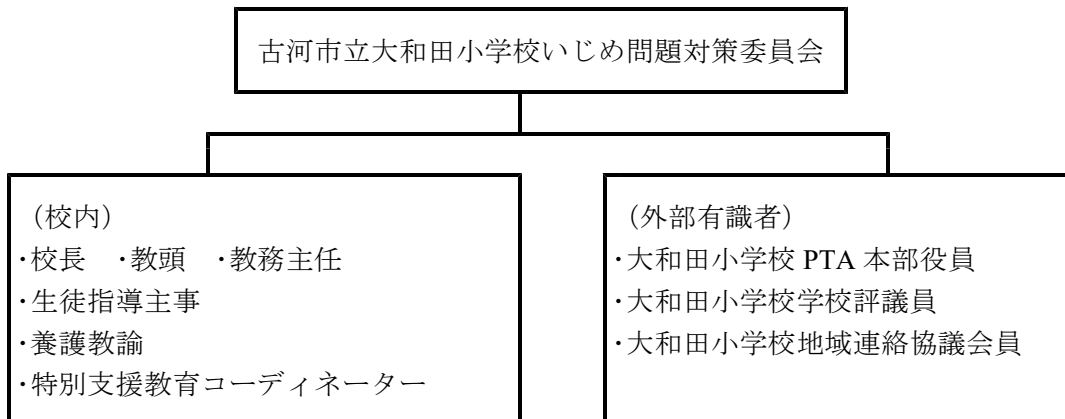 古河市立大和田小学校いじめ問題対策委員会
（校内）
・校長　・教頭　・教務主任
・生徒指導主事
・養護教諭
・特別支援教育コーディネーター
（外部有識者）
・大和田小学校 PTA 本部役員
・大和田小学校学校評議員
・大和田小学校地域連絡協議会員